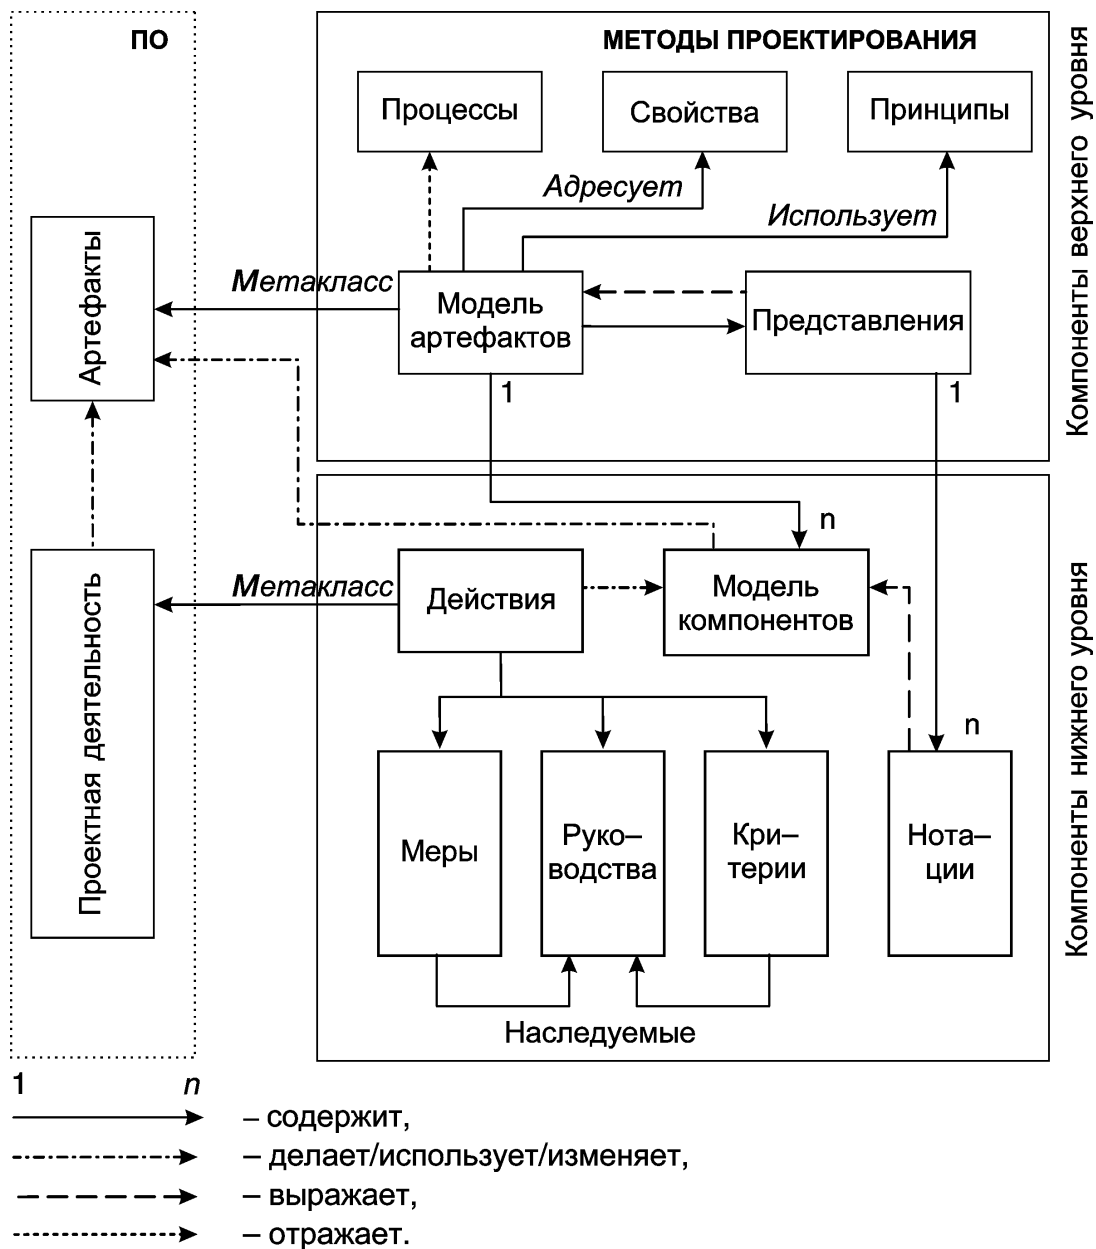 ПО
МЕТОДЫ ПРОЕКТИРОВАНИЯ
Процессы
Свойства
Принципы
Адресует
Использует
Артефакты
Метакласс
Модель
артефактов
Представления
1
1
Компоненты верхнего уровня
n
Проектная деятельность
Метакласс
Действия
Модель
компонентов
n
Меры
Руко–
водства
Кри–
терии
Нота–
ции
Наследуемые
Компоненты нижнего уровня
1 n
– содержит,
– делает/использует/изменяет,
– выражает,
– отражает.